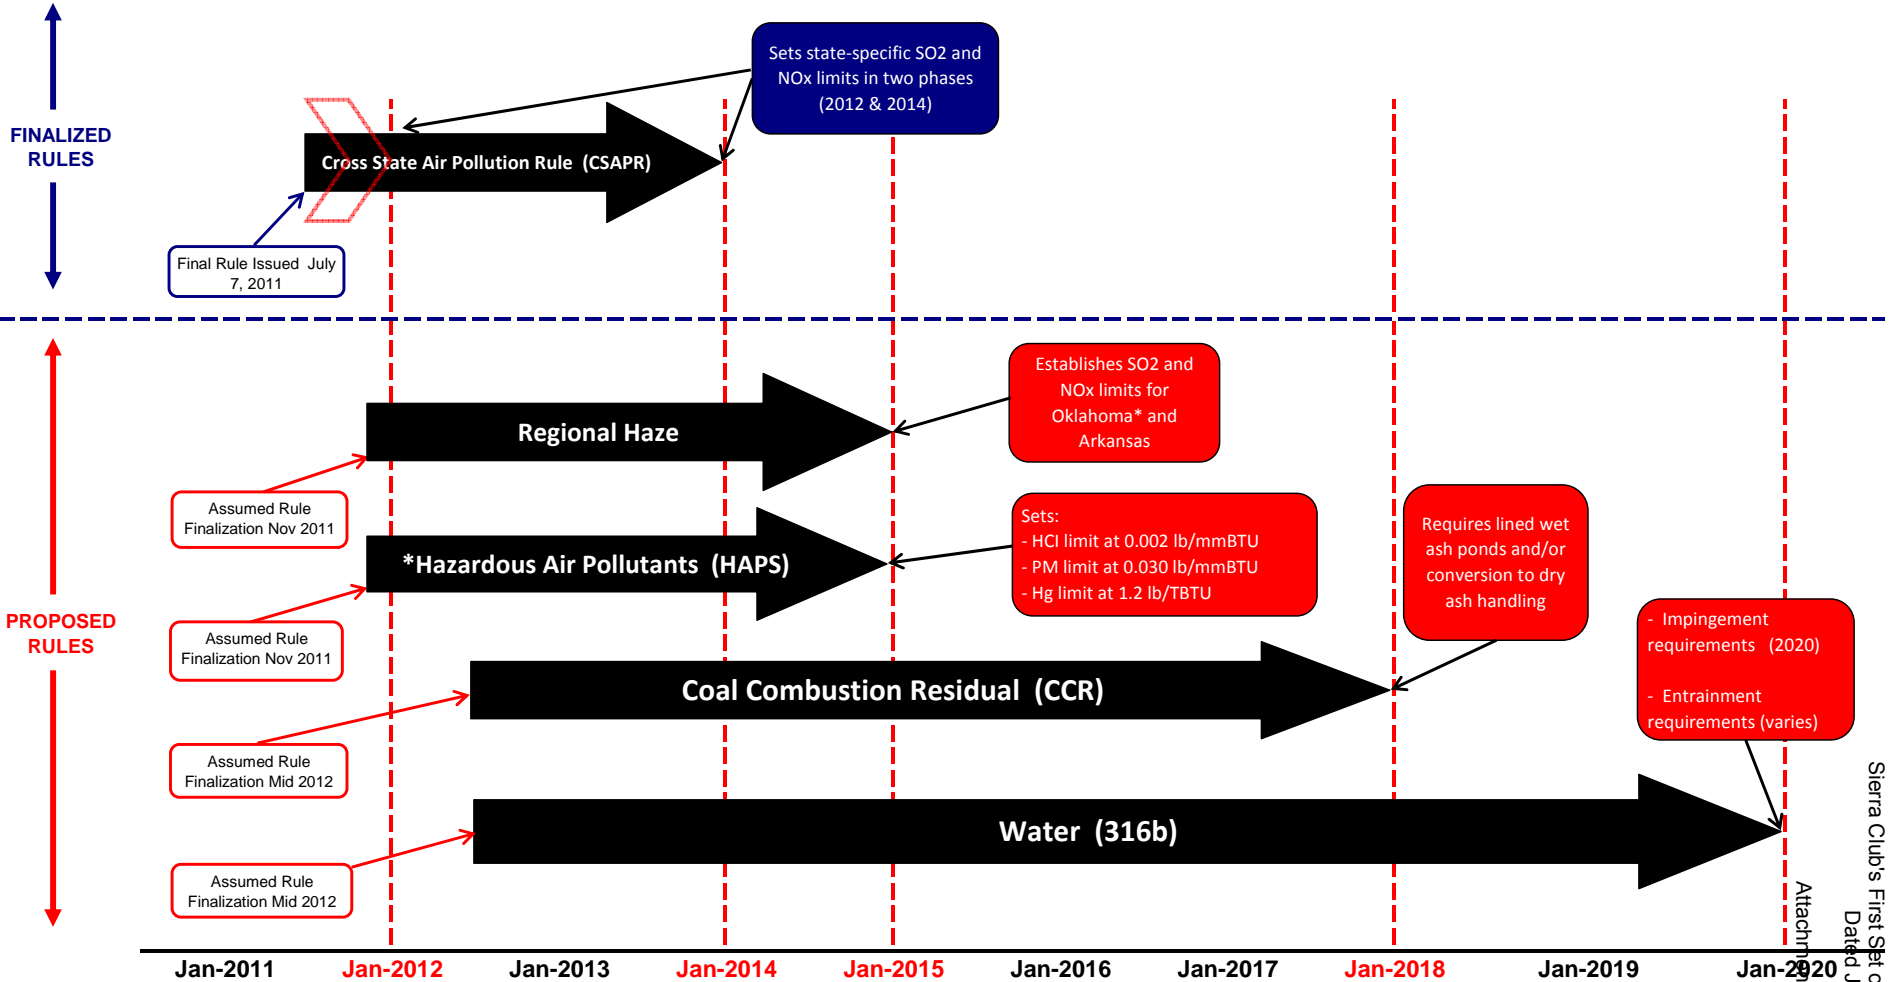 Sets state-specific SO2 and
NOx limits in two phases
(2012 & 2014)
FINALIZED
RULES
Cross State Air Pollution Rule (CSAPR)
Final Rule Issued July
7, 2011
Establishes SO2 and
NOx limits for
Oklahoma* and
Arkansas
Regional Haze
Assumed Rule
Finalization Nov 2011
Sets:
- HCl limit at 0.002 lb/mmBTU
- PM limit at 0.030 lb/mmBTU
- Hg limit at 1.2 lb/TBTU
Requires lined wet
ash ponds and/or
conversion to dry
ash handling
*Hazardous Air Pollutants (HAPS)
PROPOSED
RULES
Assumed Rule
Finalization Nov 2011
- Impingement
requirements (2020)
- Entrainment
requirements (varies)
Coal Combustion Residual (CCR)
Assumed Rule
Finalization Mid 2012
Water (316b)
Assumed Rule
Finalization Mid 2012
Jan-2011
Jan-2012
Jan-2013
Jan-2014
Jan-2015
Jan-2016
Jan-2017
Jan-2018
Jan-2019
Jan-2020
Sierra Club's First Set
Dated